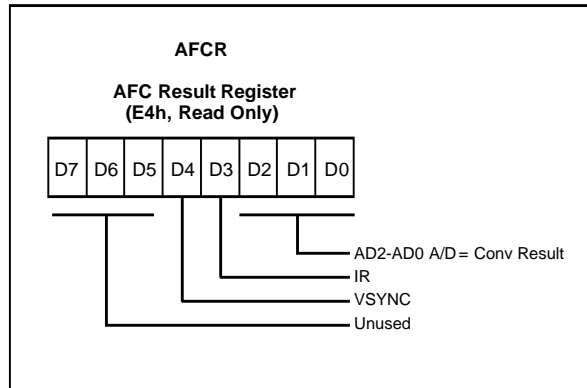 AFCR
AFC Result Register
(E4h, Read Only)
D7 D6 D5 D4 D3 D2 D1 D0
AD2-AD0 A/D= Conv Result
IR
VSYNC
Unused